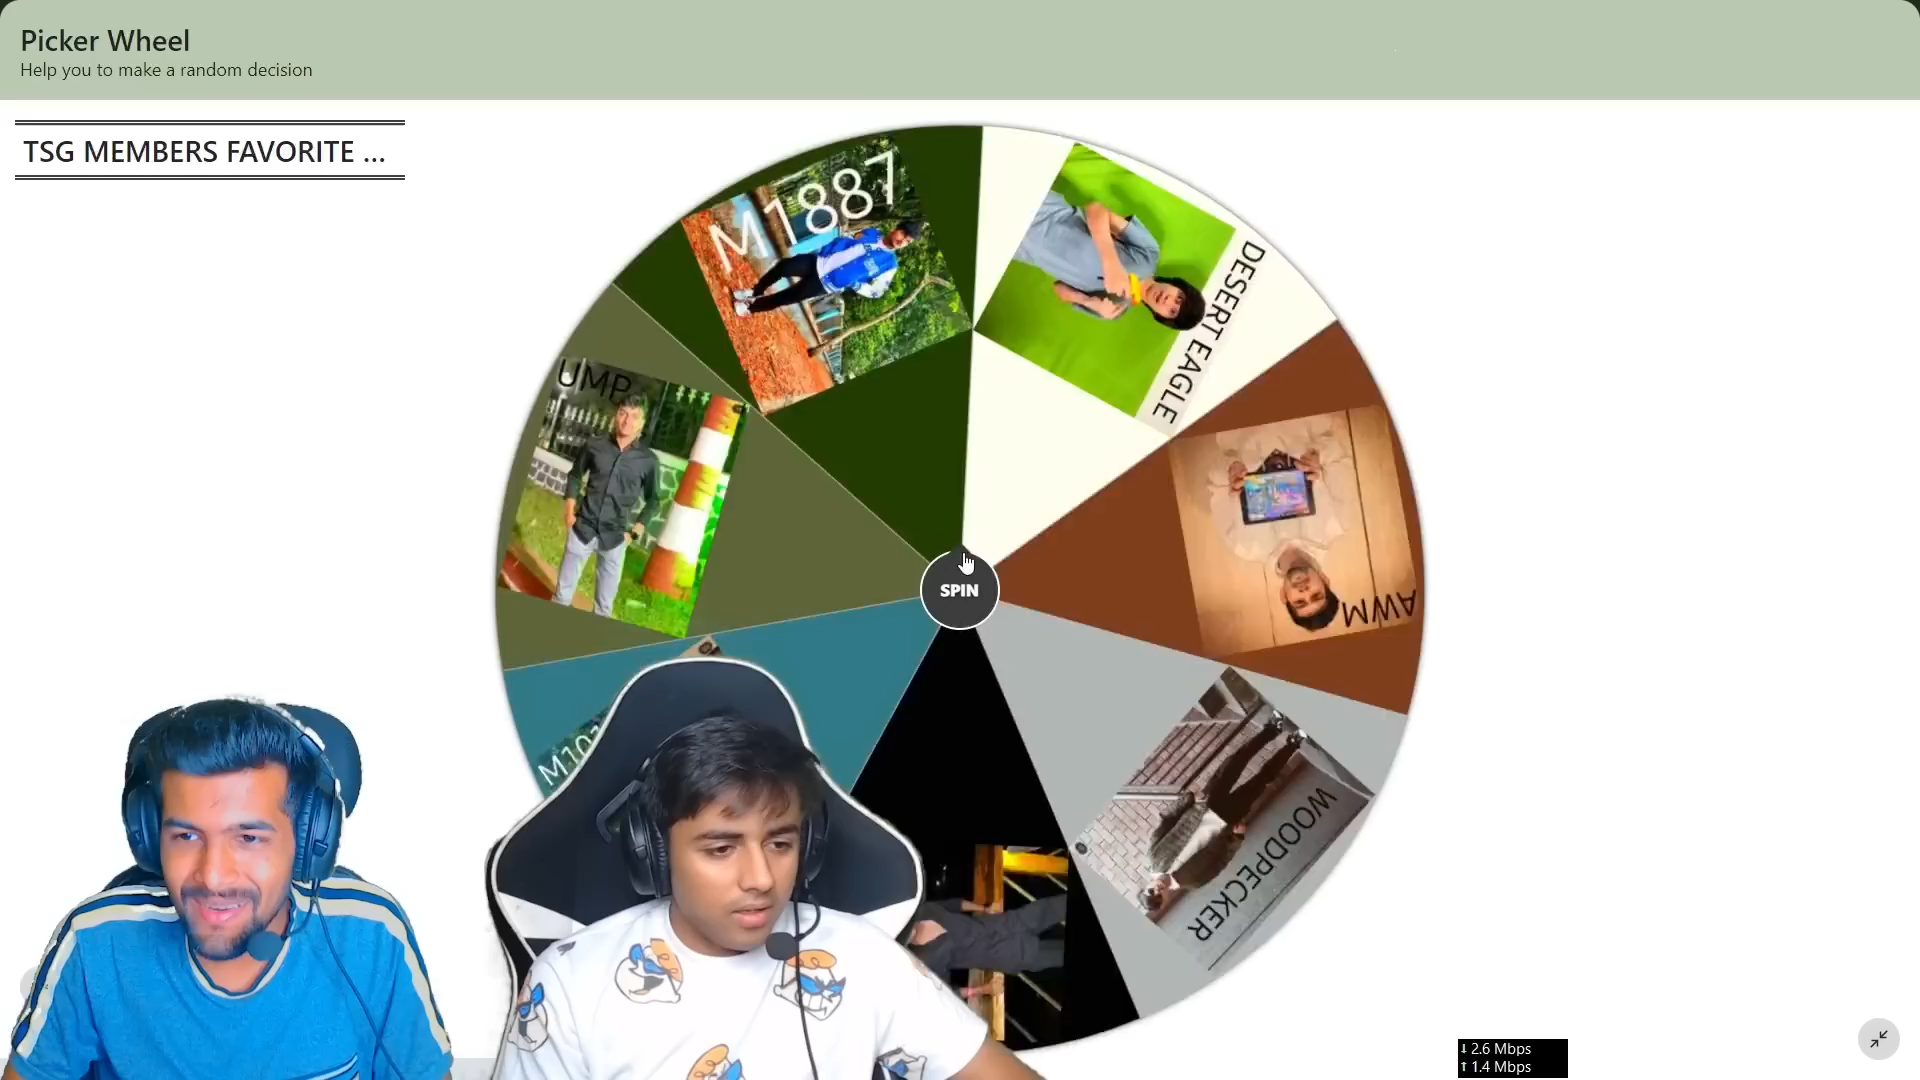 Picker Wheel
Help you to make a random decision
TSG MEMBERS FAVORITE ...
M1887
DESERT EAGLE
UMP
AWM
SPIN
WOODPECKER
↓ 2.6 Mbps
↑ 1.4 Mbps